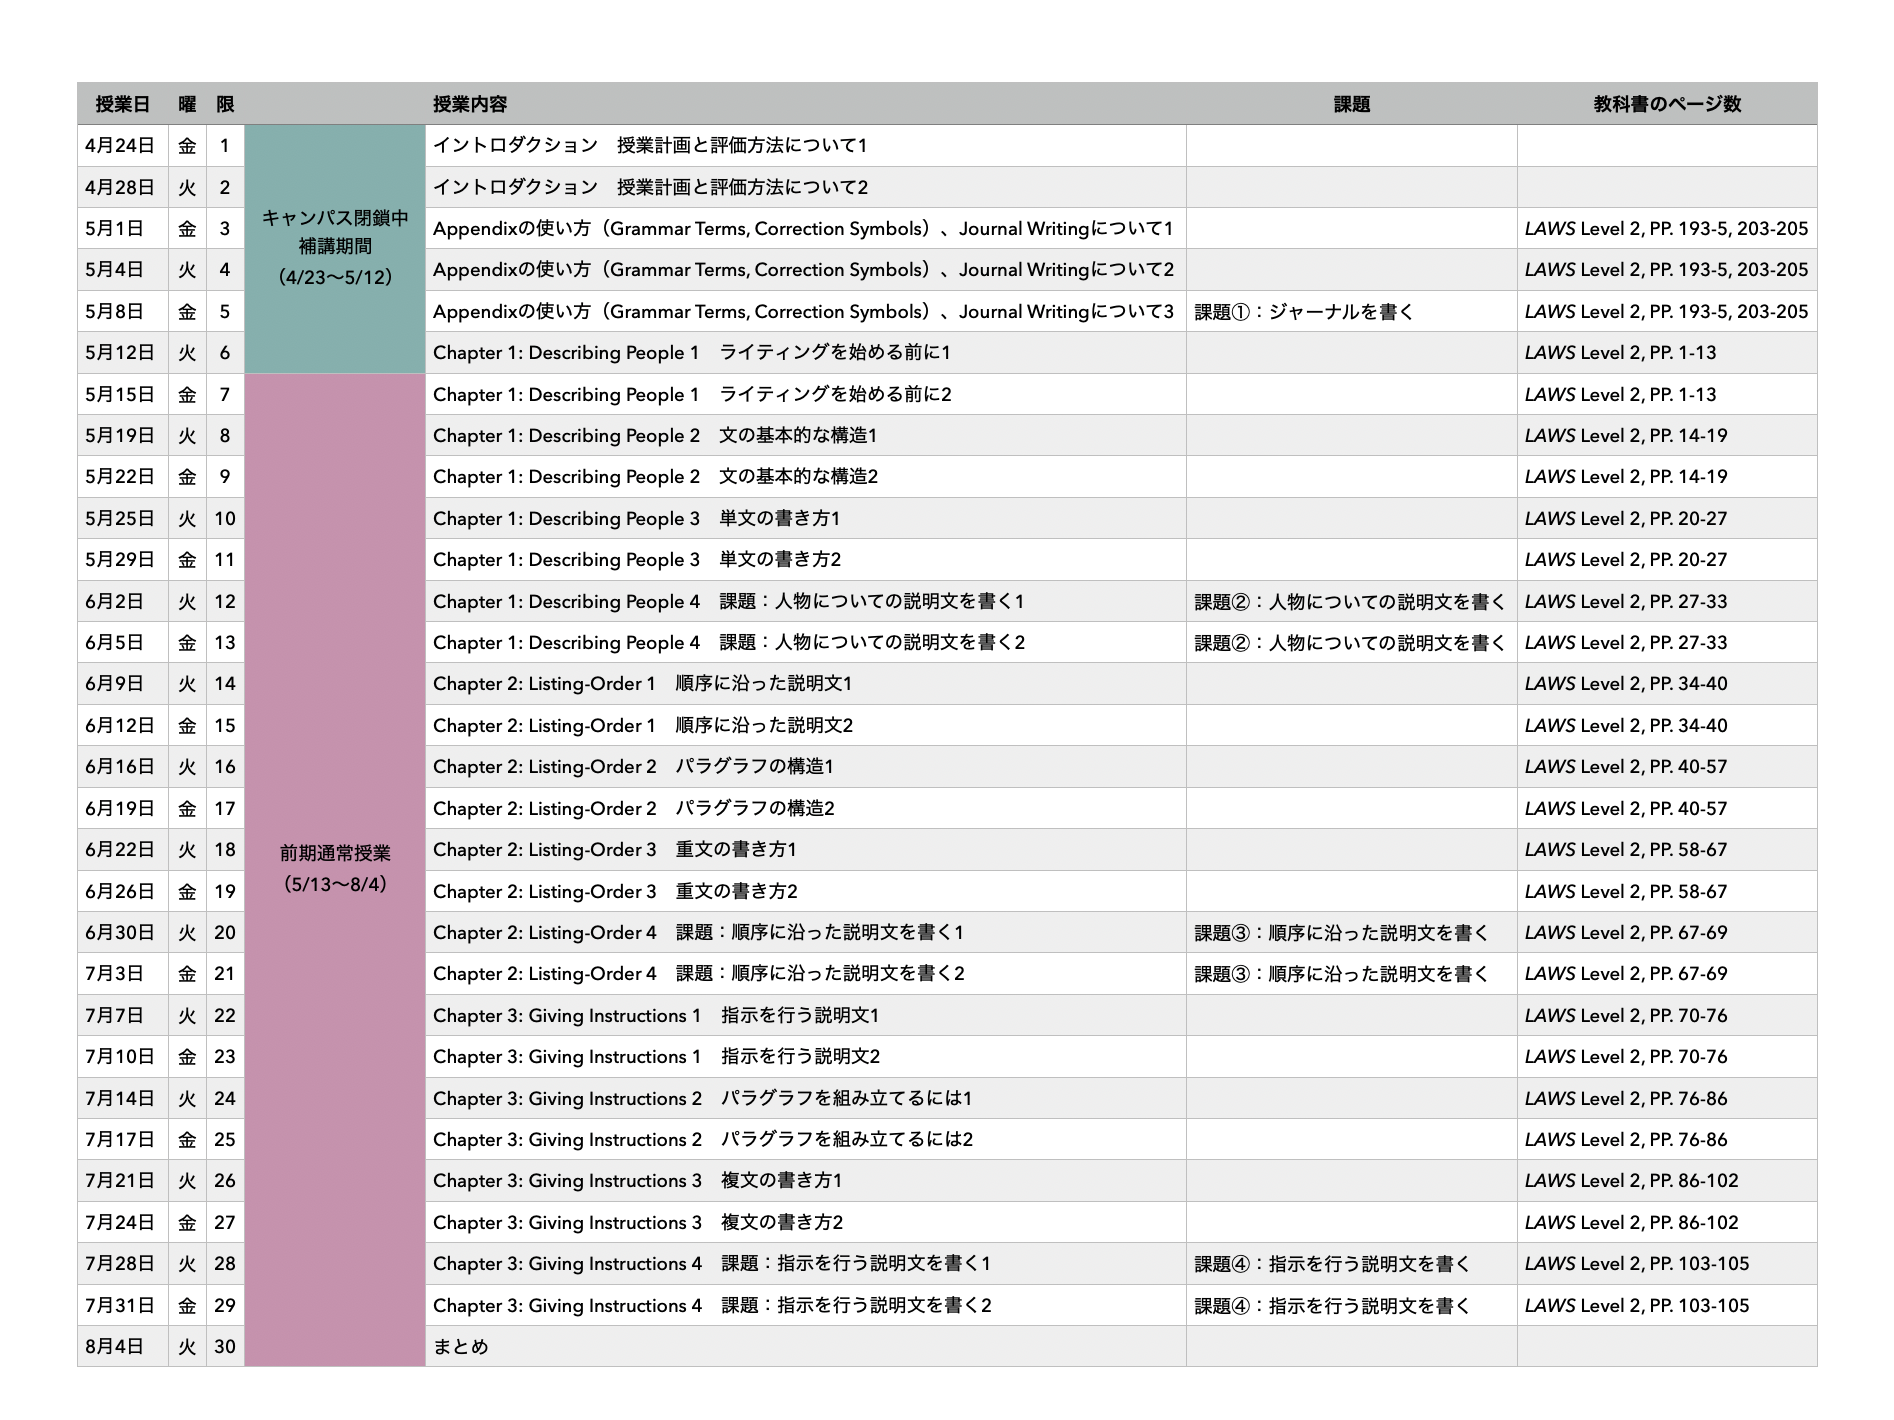 授業日 曜 限 授業内容 課題 教科書のページ数
4月24日 金 1 イントロダクション　授業計画と評価方法について1
4月28日 火 2 イントロダクション　授業計画と評価方法について2
キャンパス閉鎖中
補講期間
（4/23〜5/12）
5月1日 金 3 Appendixの使い方（Grammar Terms, Correction Symbols）、Journal Writingについて1 LAWS Level 2, PP. 193-5, 203-205
5月4日 火 4 Appendixの使い方（Grammar Terms, Correction Symbols）、Journal Writingについて2 LAWS Level 2, PP. 193-5, 203-205
5月8日 金 5 Appendixの使い方（Grammar Terms, Correction Symbols）、Journal Writingについて3 課題①：ジャーナルを書く LAWS Level 2, PP. 193-5, 203-205
5月12日 火 6 Chapter 1: Describing People 1　ライティングを始める前に1 LAWS Level 2, PP. 1-13
5月15日 金 7 Chapter 1: Describing People 1　ライティングを始める前に2 LAWS Level 2, PP. 1-13
5月19日 火 8 Chapter 1: Describing People 2　文の基本的な構造1 LAWS Level 2, PP. 14-19
5月22日 金 9 Chapter 1: Describing People 2　文の基本的な構造2 LAWS Level 2, PP. 14-19
5月25日 火 10 Chapter 1: Describing People 3　単文の書き方1 LAWS Level 2, PP. 20-27
5月29日 金 11 Chapter 1: Describing People 3　単文の書き方2 LAWS Level 2, PP. 20-27
6月2日 火 12 Chapter 1: Describing People 4　課題：人物についての説明文を書く1 課題②：人物についての説明文を書く LAWS Level 2, PP. 27-33
6月5日 金 13 Chapter 1: Describing People 4　課題：人物についての説明文を書く2 課題②：人物についての説明文を書く LAWS Level 2, PP. 27-33
6月9日 火 14 Chapter 2: Listing-Order 1　順序に沿った説明文1 LAWS Level 2, PP. 34-40
6月12日 金 15 Chapter 2: Listing-Order 1　順序に沿った説明文2 LAWS Level 2, PP. 34-40
6月16日 火 16 Chapter 2: Listing-Order 2　パラグラフの構造1 LAWS Level 2, PP. 40-57
6月19日 金 17 Chapter 2: Listing-Order 2　パラグラフの構造2 LAWS Level 2, PP. 40-57
6月22日 火 18 Chapter 2: Listing-Order 3　重文の書き方1 LAWS Level 2, PP. 58-67
前期通常授業
（5/13〜8/4）
6月26日 金 19 Chapter 2: Listing-Order 3　重文の書き方2 LAWS Level 2, PP. 58-67
6月30日 火 20 Chapter 2: Listing-Order 4　課題：順序に沿った説明文を書く1 課題③：順序に沿った説明文を書く LAWS Level 2, PP. 67-69
7月3日 金 21 Chapter 2: Listing-Order 4　課題：順序に沿った説明文を書く2 課題③：順序に沿った説明文を書く LAWS Level 2, PP. 67-69
7月7日 火 22 Chapter 3: Giving Instructions 1　指示を行う説明文1 LAWS Level 2, PP. 70-76
7月10日 金 23 Chapter 3: Giving Instructions 1　指示を行う説明文2 LAWS Level 2, PP. 70-76
7月14日 火 24 Chapter 3: Giving Instructions 2　パラグラフを組み立てるには1 LAWS Level 2, PP. 76-86
7月17日 金 25 Chapter 3: Giving Instructions 2　パラグラフを組み立てるには2 LAWS Level 2, PP. 76-86
7月21日 火 26 Chapter 3: Giving Instructions 3　複文の書き方1 LAWS Level 2, PP. 86-102
7月24日 金 27 Chapter 3: Giving Instructions 3　複文の書き方2 LAWS Level 2, PP. 86-102
7月28日 火 28 Chapter 3: Giving Instructions 4　課題：指示を行う説明文を書く1 課題④：指示を行う説明文を書く LAWS Level 2, PP. 103-105
7月31日 金 29 Chapter 3: Giving Instructions 4　課題：指示を行う説明文を書く2 課題④：指示を行う説明文を書く LAWS Level 2, PP. 103-105
8月4日 火 30 まとめ